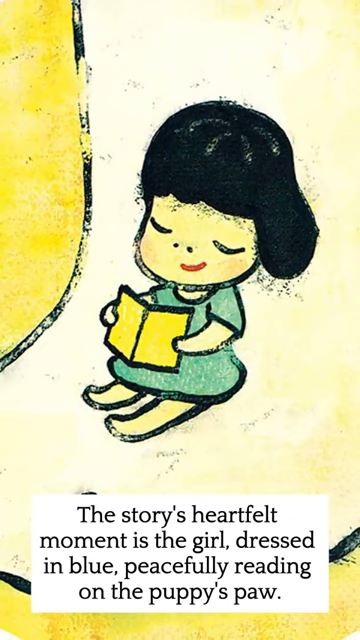 The story's heartfelt
moment is the girl, dressed
in blue, peacefully reading
on the puppy's paw.